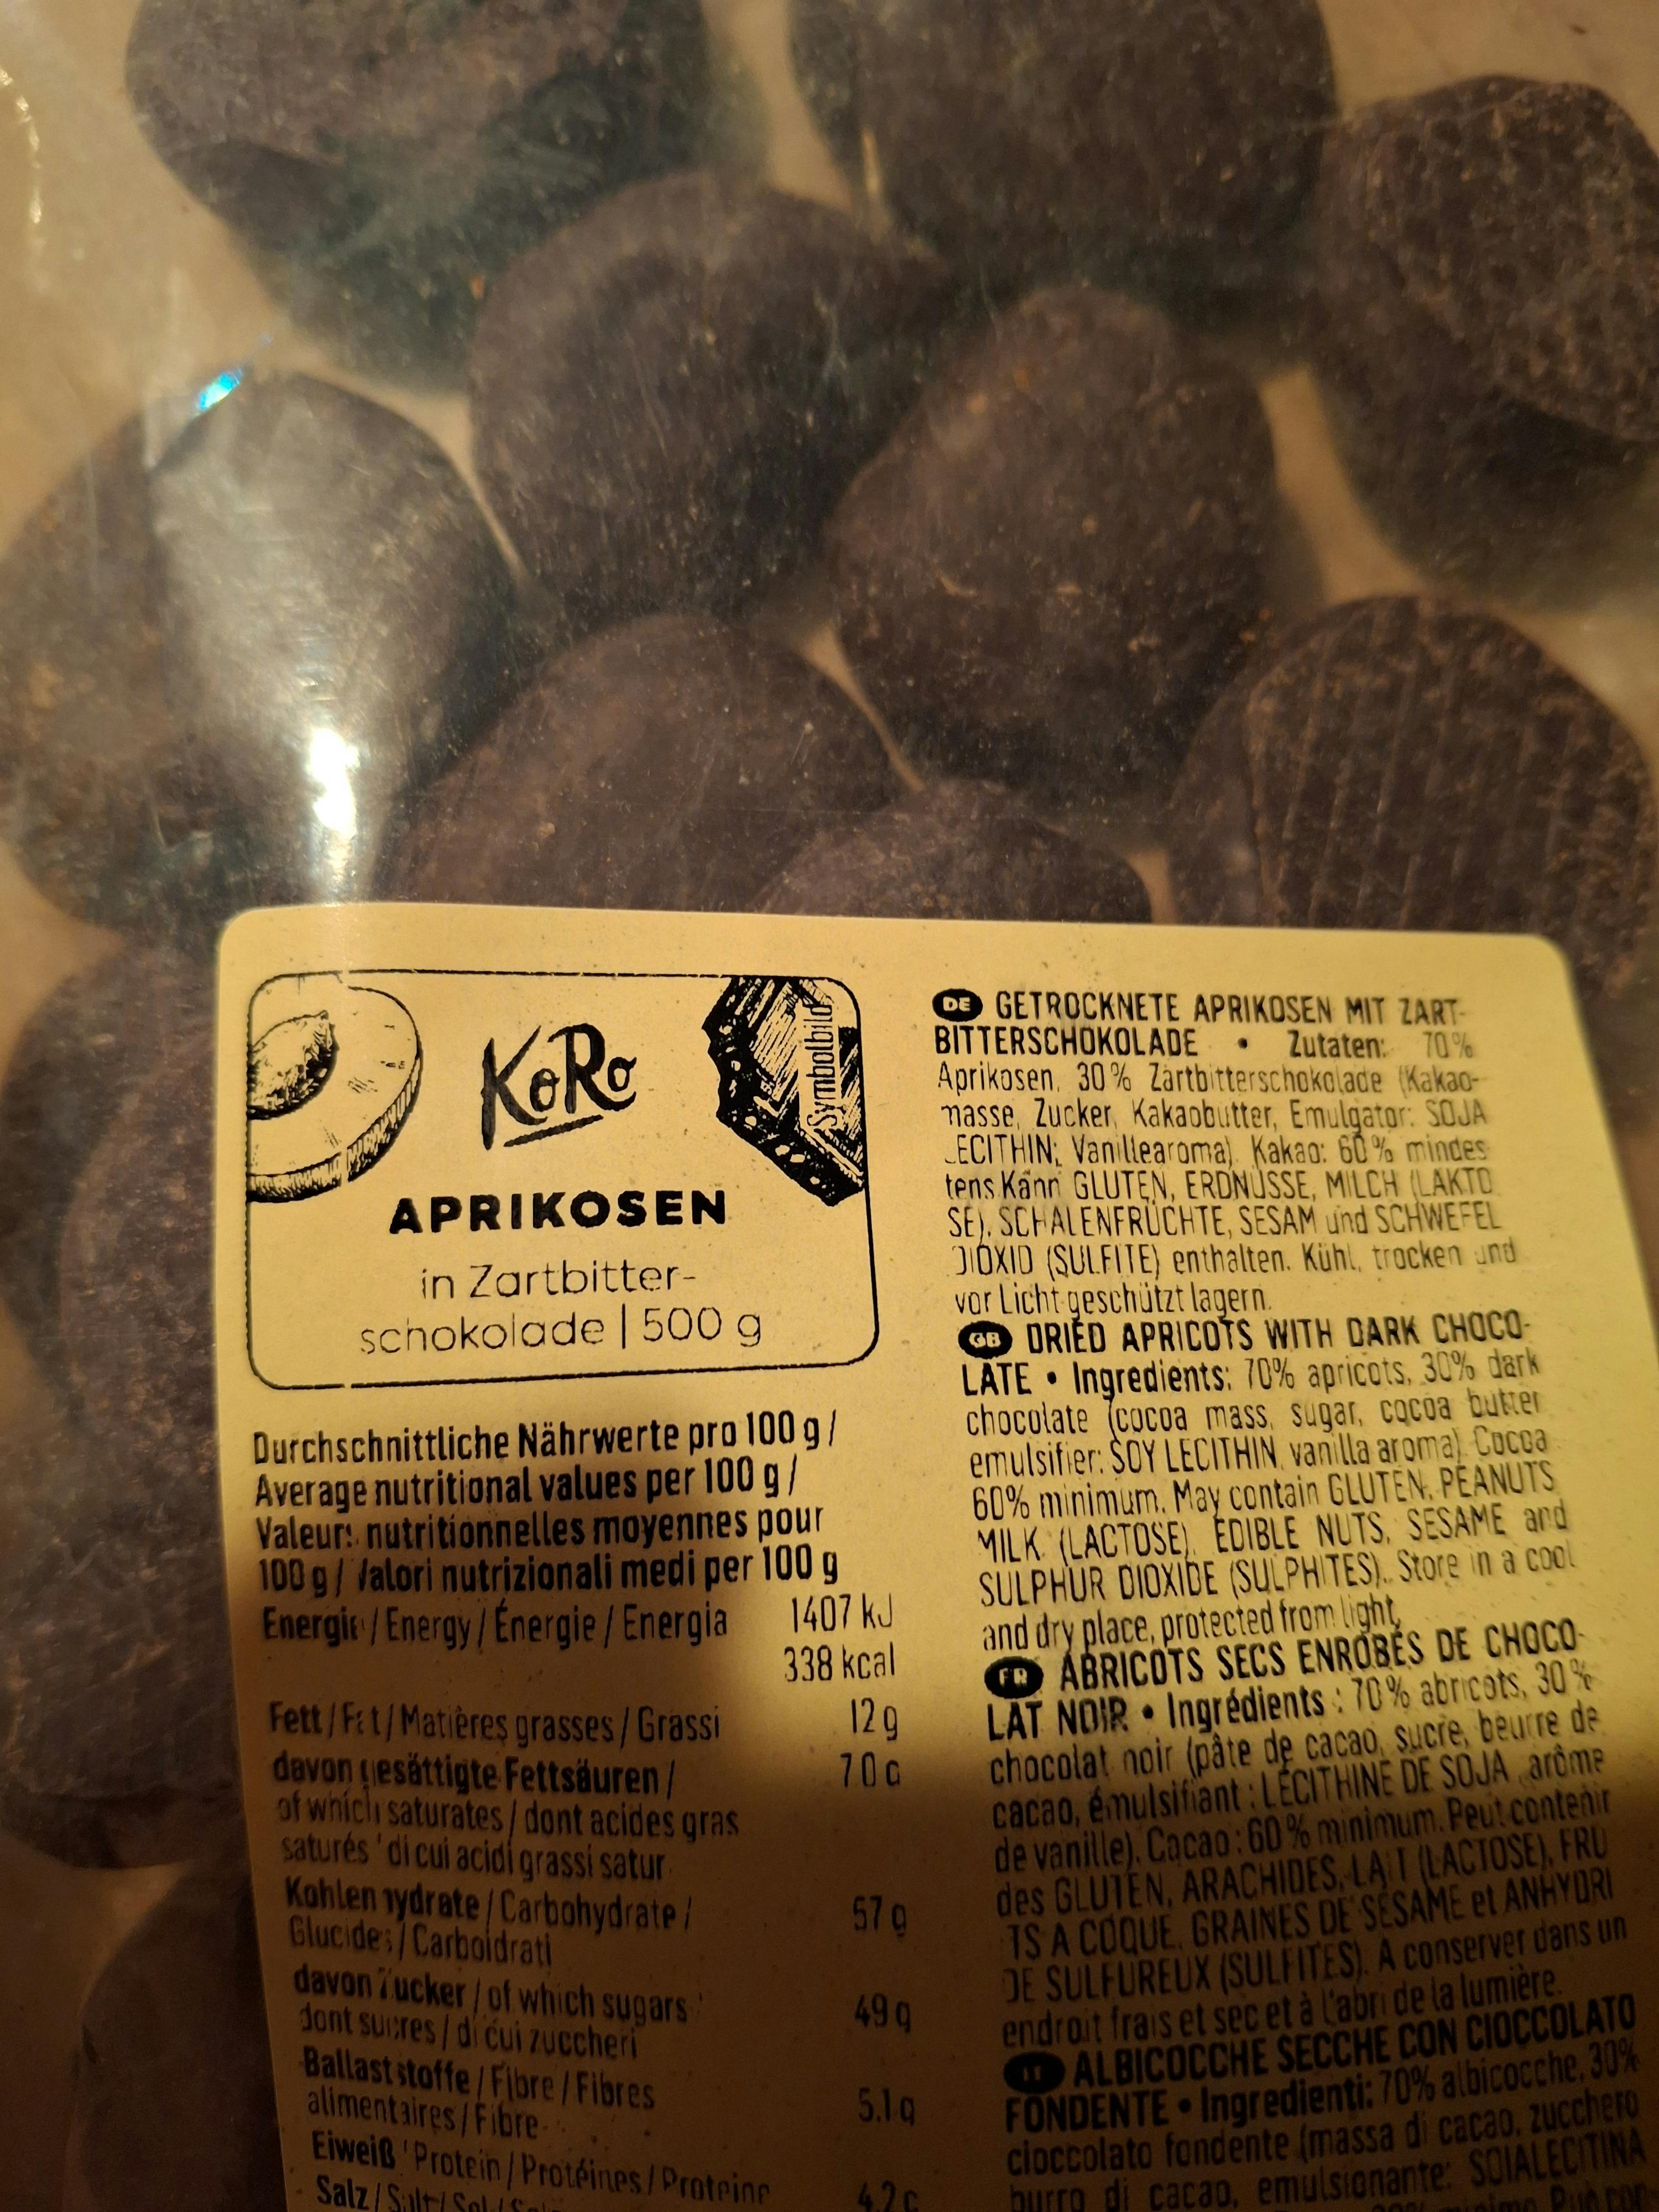 KoRo
Symbolbild
APRIKOSEN
in Zartbitter-
schokolade | 500 g
Durchschnittliche Nährwerte pro 100 g /
Average nutritional values per 100 g /
Valeurs nutritionnelles moyennes pour
100 g / Valori nutrizionali medi per 100 g
Energie / Energy / Énergie / Energia 1407 kJ
338 kcal
Fett / Fat / Matières grasses / Grassi 12 g
davon gesättigte Fettsäuren / 7.0 g
of which saturates / dont acides gras
saturés / di cui acidi grassi satur
Kohlenhydrate / Carbohydrate / 57 g
Glucides / Carboidrati
davon Zucker / of which sugars 49 g
dont sucres / di cui zuccheri
Ballaststoffe / Fibre / Fibres 5.1 g
alimentaires / Fibre
Eiweiß / Protein / Protéines / Proteine 4.2 g
Salz / Salt / Sel /
DE GETROCKNETE APRIKOSEN MIT ZART-
BITTERSCHOKOLADE • Zutaten: 70%
Aprikosen, 30% Zartbitterschokolade (Kakao-
masse, Zucker, Kakaobutter, Emulgator: SOJA
LECITHIN; Vanillearoma). Kakao: 60% mindes
tens Kann GLUTEN, ERDNÜSSE, MILCH (LAKTO
SE), SCHALENFRÜCHTE, SESAM und SCHWEFEL
DIOXID (SULFITE) enthalten. Kühl, trocken und
vor Licht geschützt lagern.
GB DRIED APRICOTS WITH DARK CHOCO-
LATE • Ingredients: 70% apricots, 30% dark
chocolate (cocoa mass, sugar, cocoa butter
emulsifier: SOY LECITHIN, vanilla aroma). Cocoa
60% minimum. May contain GLUTEN, PEANUTS
MILK (LACTOSE), EDIBLE NUTS, SESAME and
SULPHUR DIOXIDE (SULPHITES). Store in a cool
and dry place, protected from light.
FR ABRICOTS SECS ENROBÉS DE CHOCO-
LAT NOIR • Ingrédients : 70% abricots, 30%
chocolat noir (pâte de cacao, sucre, beurre de
cacao, émulsifiant : LÉCITHINE DE SOJA, arôme
de vanille). Cacao : 60% minimum. Peut contenir
des GLUTEN, ARACHIDES, LAIT (LACTOSE), FRU
ITS A COQUE, GRAINES DE SÉSAME et ANHYDRI
DE SULFUREUX (SULFITES). A conserver dans un
endroit frais et sec et à l'abri de la lumière.
IT ALBICOCCHE SECCHE CON CIOCCOLATO
FONDENTE • Ingredienti: 70% albicocche, 30%
cioccolato fondente (massa di cacao, zucchero
burro di cacao, emulsionante: SOIALECITINA